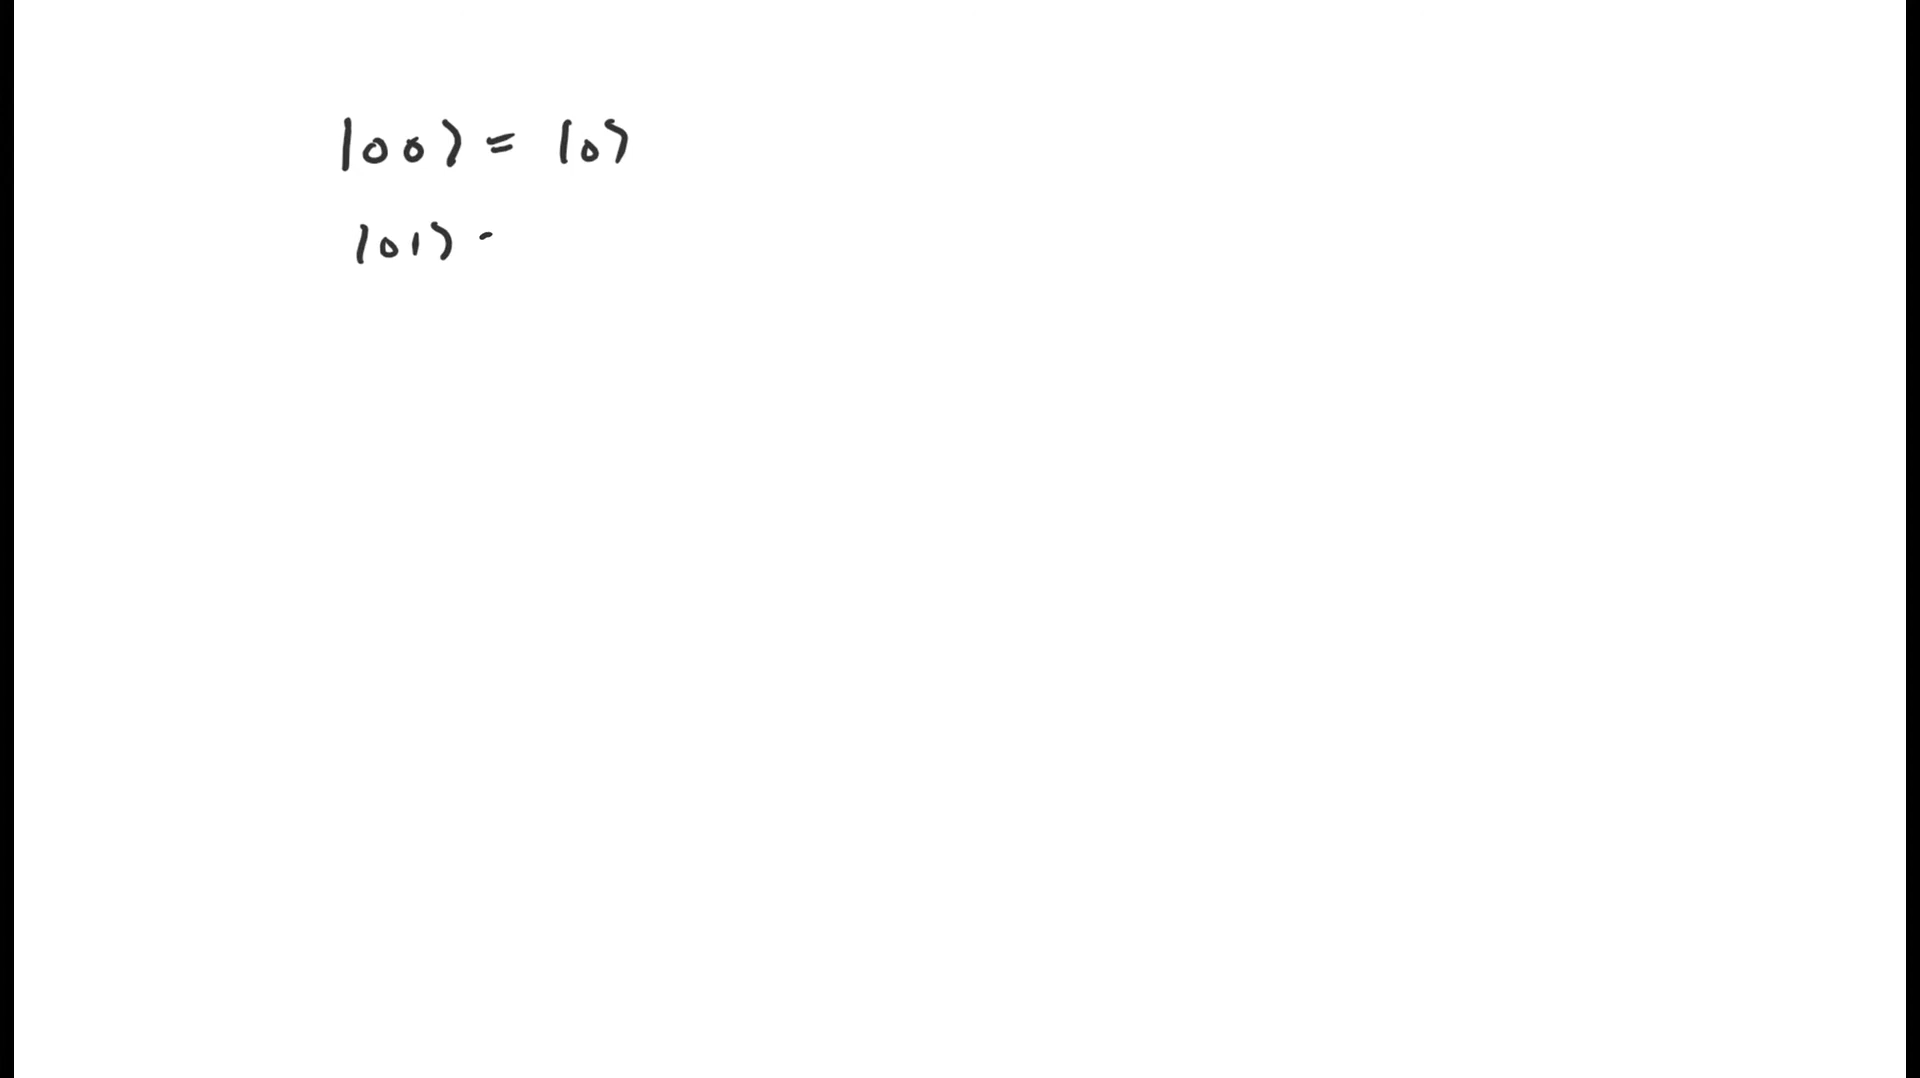 |00⟩ = |0⟩
|01⟩ -